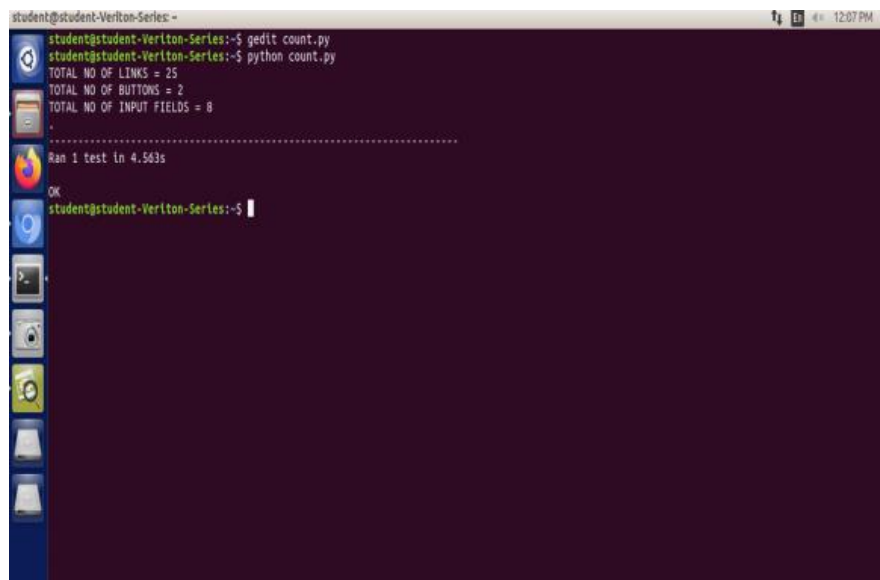 student@student-Veriton-Series: ~
En 12:07 PM
student@student-Veriton-Series:~$ gedit count.py
student@student-Veriton-Series:~$ python count.py
TOTAL NO OF LINKS = 25
TOTAL NO OF BUTTONS = 2
TOTAL NO OF INPUT FIELDS = 8
.
----------------------------------------------------------------------
Ran 1 test in 4.563s
OK
student@student-Veriton-Series:~$